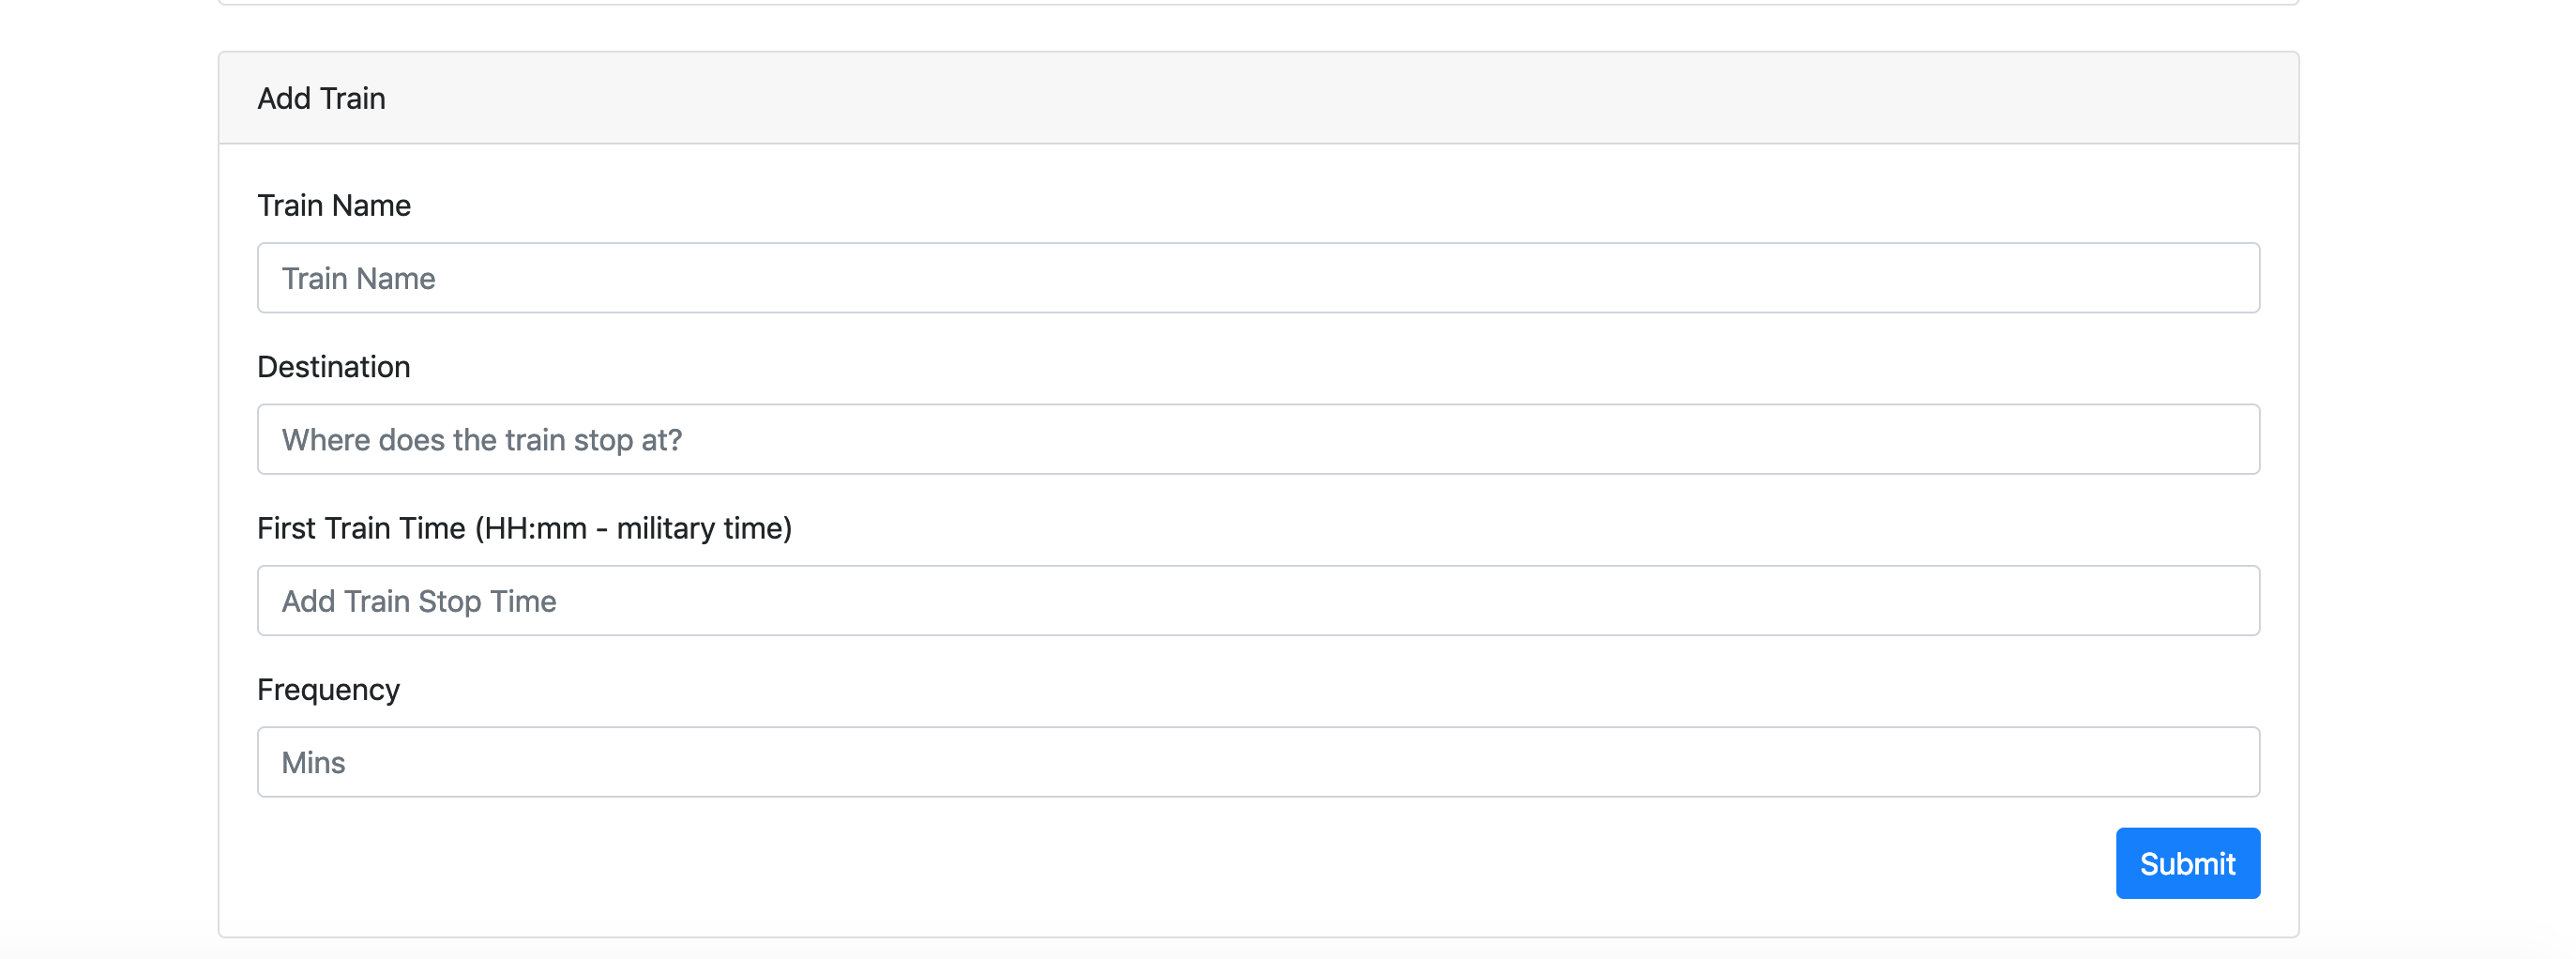 Add Train
Train Name
Train Name
Destination
Where does the train stop at?
First Train Time (HH:mm - military time)
Add Train Stop Time
Frequency
Mins
Submit